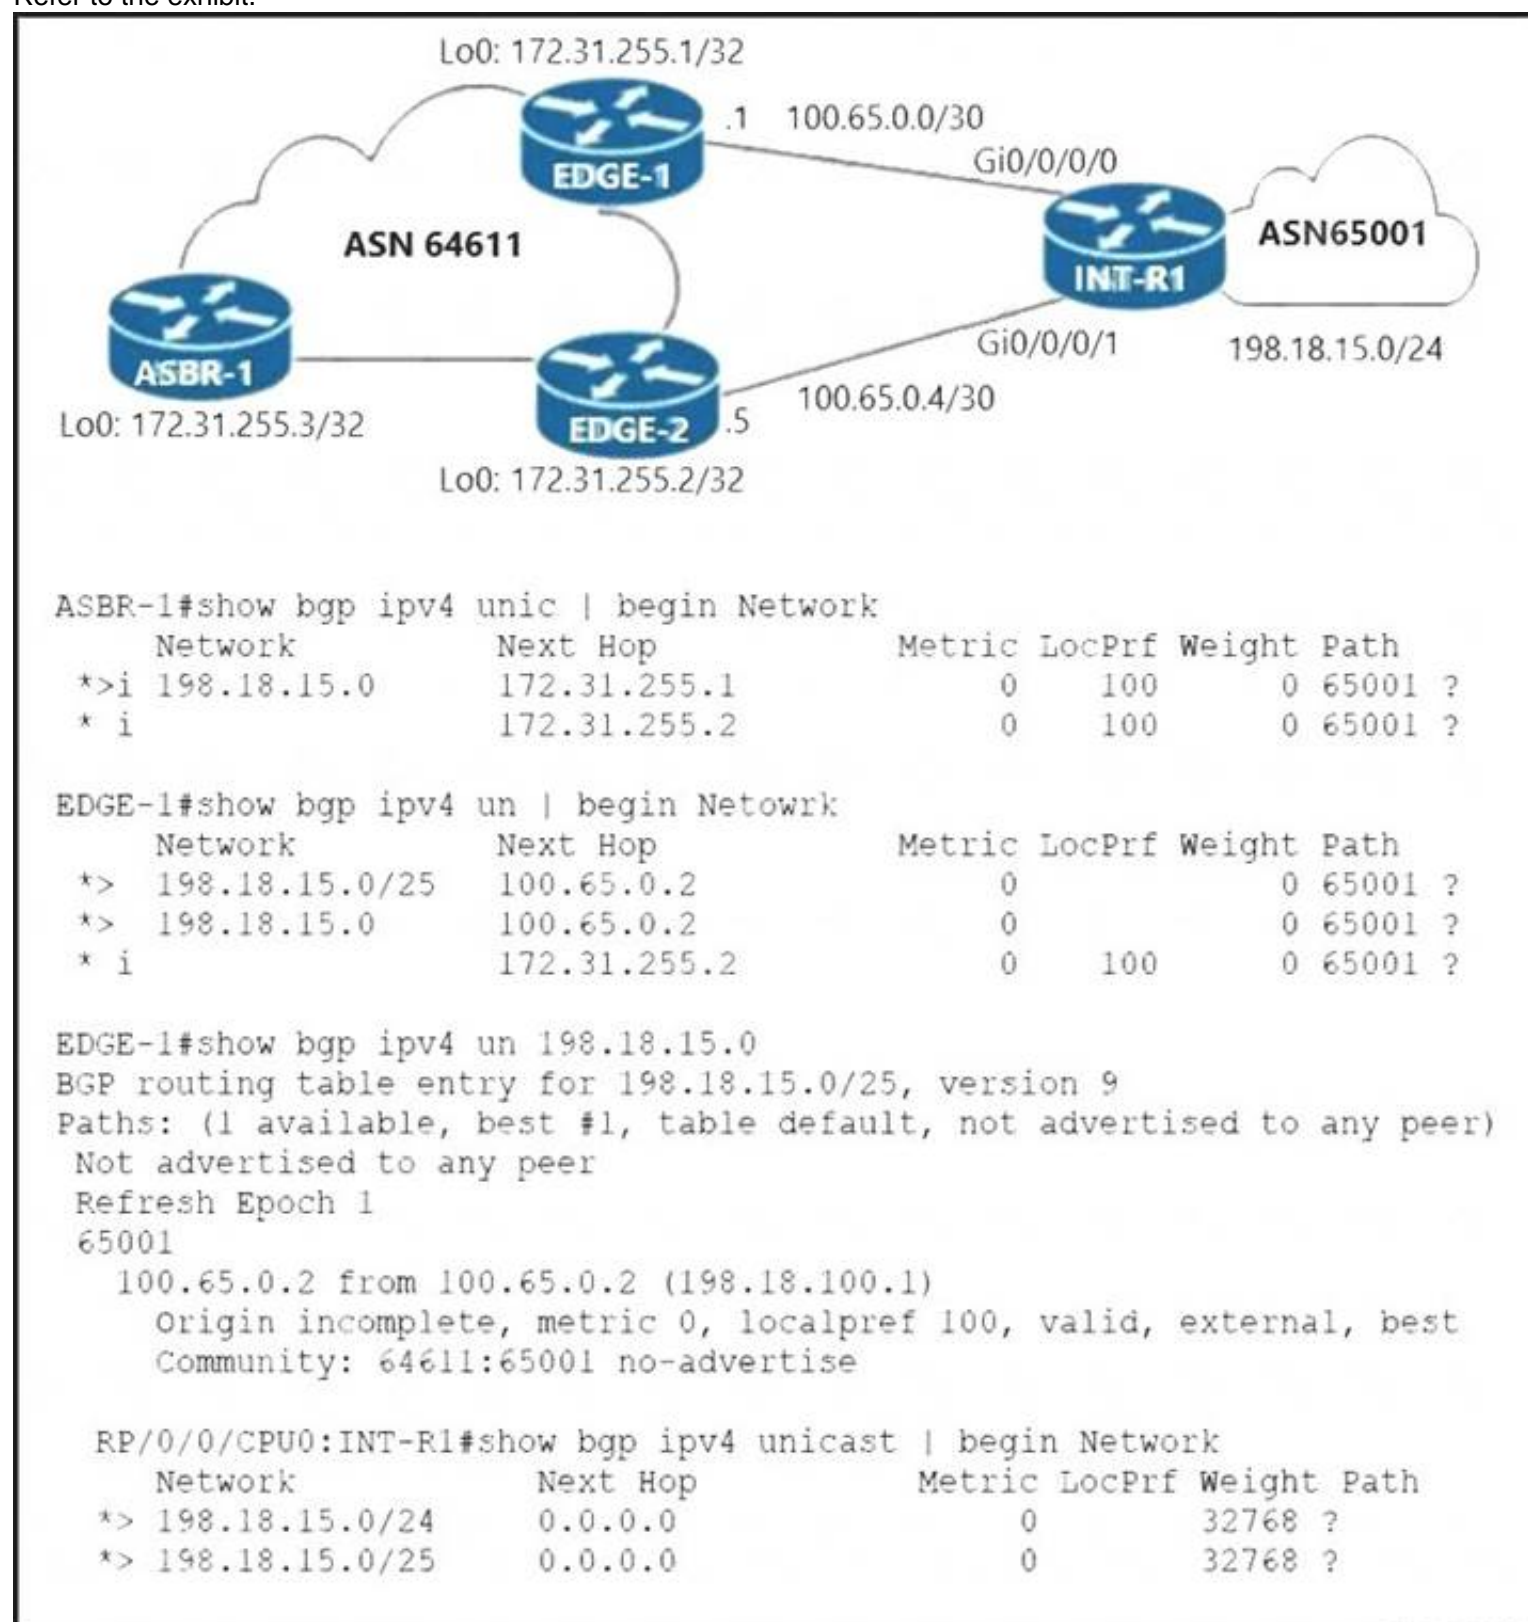 Refer to the exhibit.
Lo0: 172.31.255.1/32
.1 100.65.0.0/30
Gi0/0/0/0
EDGE-1
ASN 64611
ASN65001
INT-R1
Gi0/0/0/1
198.18.15.0/24
ASBR-1
100.65.0.4/30
Lo0: 172.31.255.3/32
EDGE-2
.5
Lo0: 172.31.255.2/32
ASBR-1#show bgp ipv4 unic | begin Network
Network Next Hop Metric LocPrf Weight Path
*>i 198.18.15.0 172.31.255.1 0 100 0 65001 ?
* i 172.31.255.2 0 100 0 65001 ?
EDGE-1#show bgp ipv4 un | begin Netowrk
Network Next Hop Metric LocPrf Weight Path
*> 198.18.15.0/25 100.65.0.2 0 0 65001 ?
*> 198.18.15.0 100.65.0.2 0 0 65001 ?
* i 172.31.255.2 0 100 0 65001 ?
EDGE-1#show bgp ipv4 un 198.18.15.0
BGP routing table entry for 198.18.15.0/25, version 9
Paths: (1 available, best #1, table default, not advertised to any peer)
Not advertised to any peer
Refresh Epoch 1
65001
100.65.0.2 from 100.65.0.2 (198.18.100.1)
Origin incomplete, metric 0, localpref 100, valid, external, best
Community: 64611:65001 no-advertise
RP/0/0/CPU0:INT-R1#show bgp ipv4 unicast | begin Network
Network Next Hop Metric LocPrf Weight Path
*> 198.18.15.0/24 0.0.0.0 0 32768 ?
*> 198.18.15.0/25 0.0.0.0 0 32768 ?